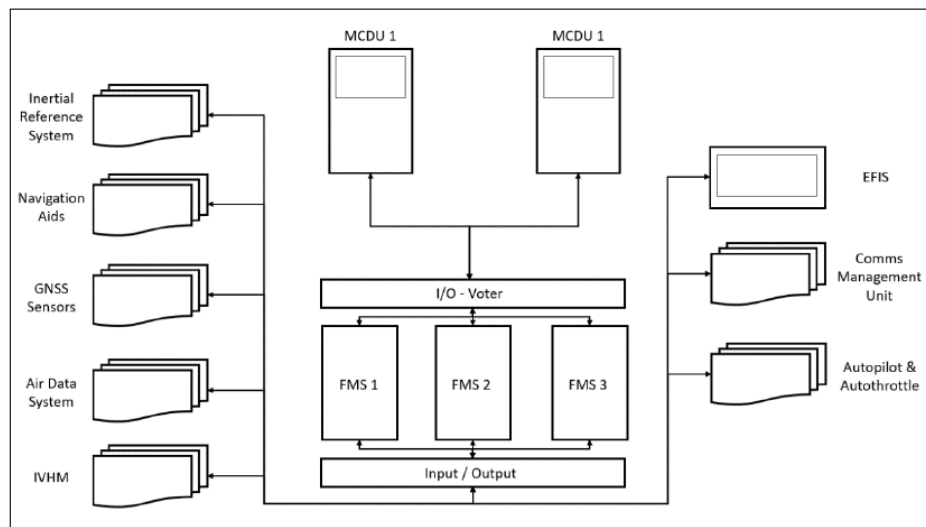 MCDU 1
MCDU 1
Inertial
Reference
System
Navigation
Aids
GNSS
Sensors
Air Data
System
IVHM
I/O - Voter
FMS 1
FMS 2
FMS 3
Input / Output
EFIS
Comms
Management
Unit
Autopilot &
Autothrottle